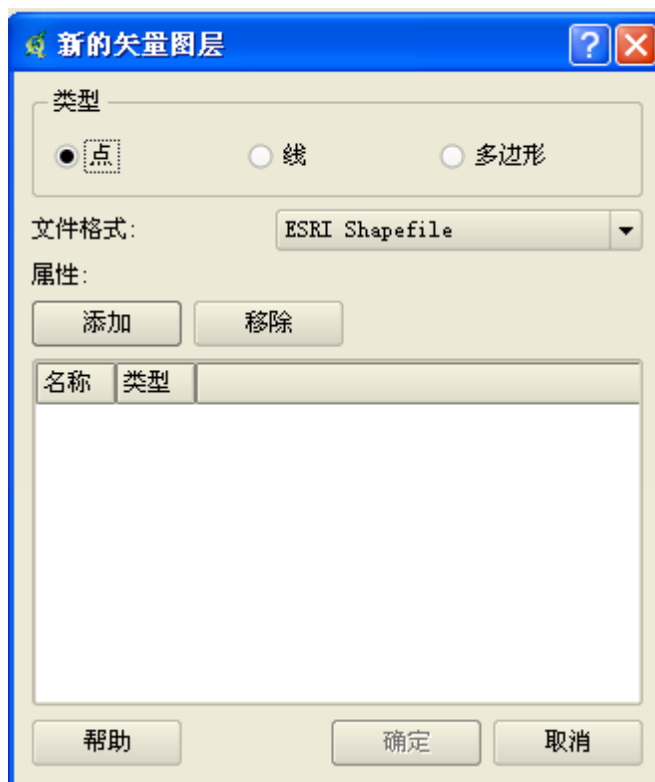 新的矢量图层
类型
点 线 多边形
文件格式: ESRI Shapefile
属性:
添加 移除
名称 类型
帮助 确定 取消